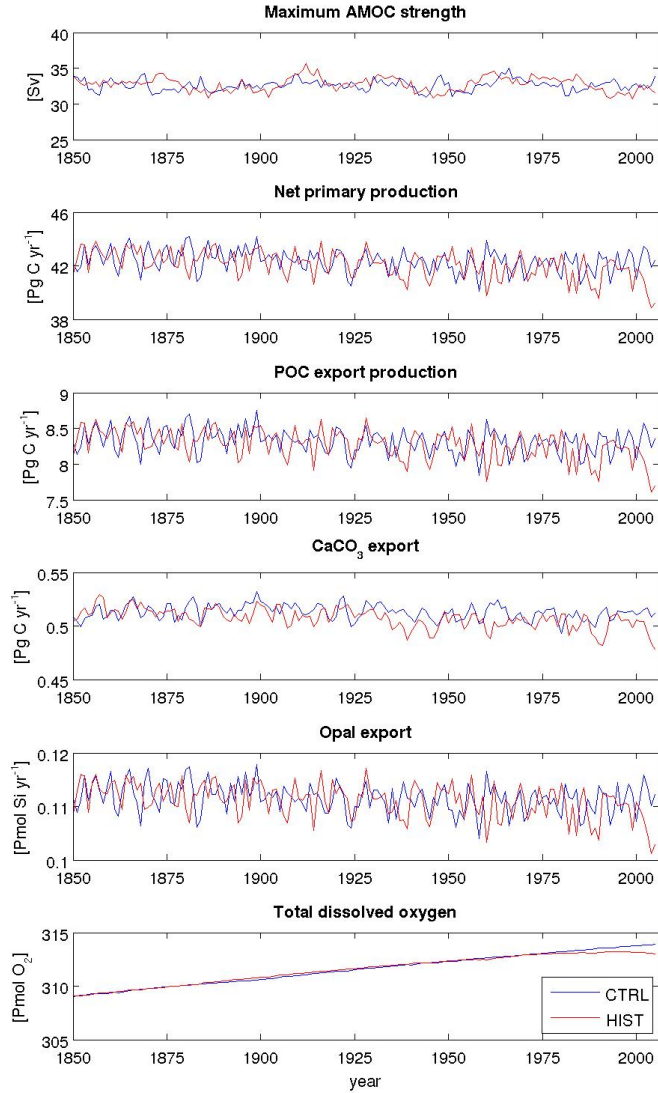 Maximum AMOC strength
40
35
30
25
[Sv]
1850 1875 1900 1925 1950 1975 2000
Net primary production
46
42
38
[Pg C yr⁻¹]
1850 1875 1900 1925 1950 1975 2000
POC export production
9
8.5
8
7.5
[Pg C yr⁻¹]
1850 1875 1900 1925 1950 1975 2000
CaCO₃ export
0.55
0.5
0.45
[Pg C yr⁻¹]
1850 1875 1900 1925 1950 1975 2000
Opal export
0.12
0.11
0.1
[Pmol Si yr⁻¹]
1850 1875 1900 1925 1950 1975 2000
Total dissolved oxygen
315
310
305
[Pmol O₂]
CTRL
HIST
1850 1875 1900 1925 1950 1975 2000
year